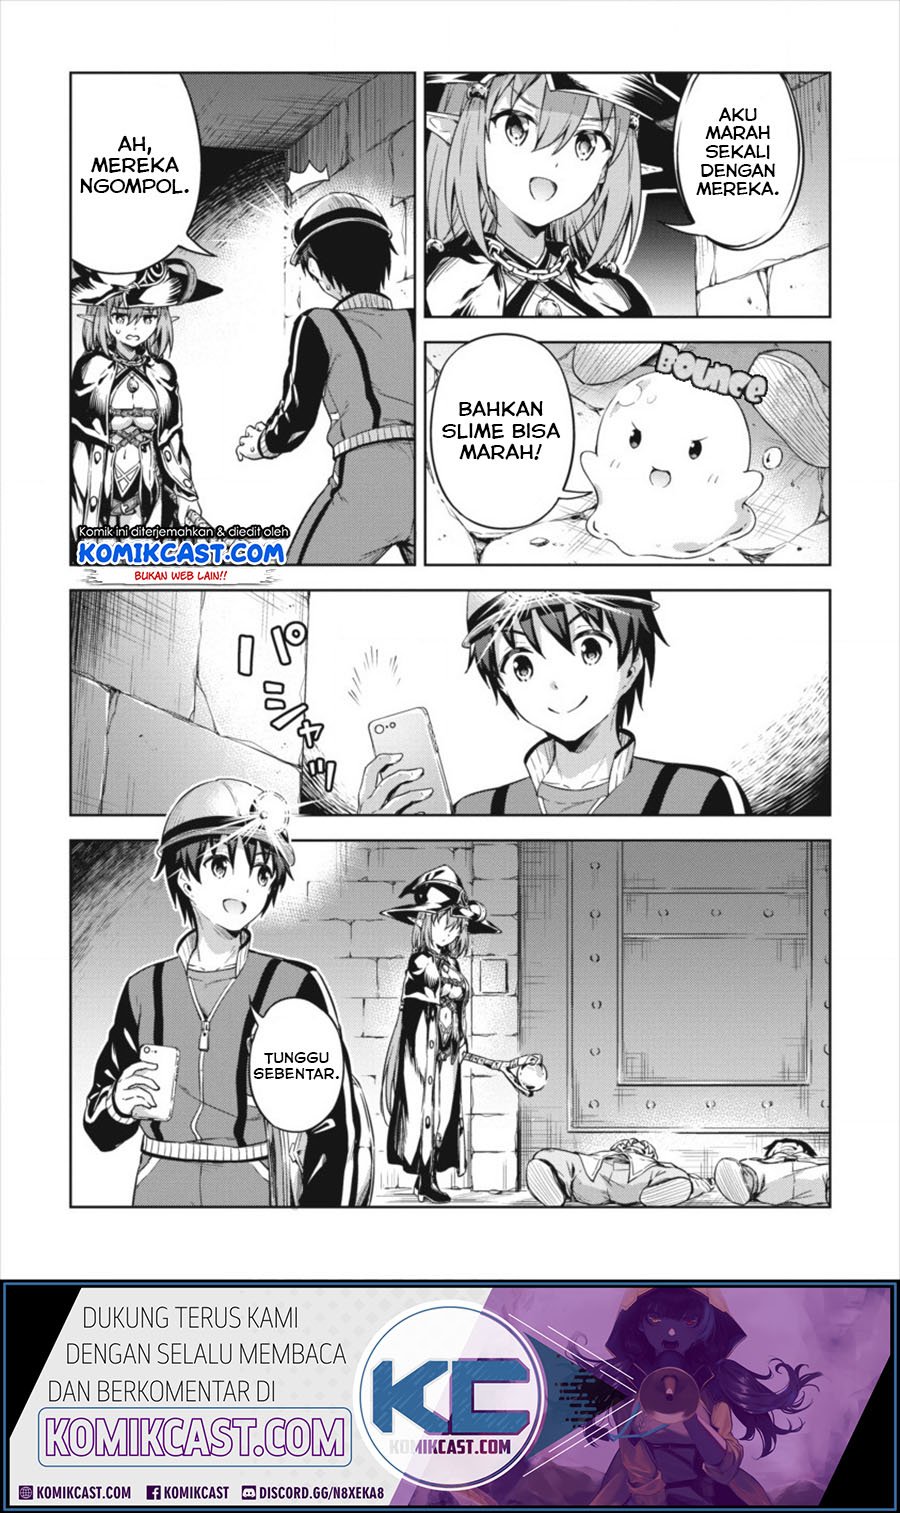 AKU
MARAH
SEKALI
DENGAN
MEREKA.
AH,
MEREKA
NGOMPOL.
BOUNCE
BAHKAN
SLIME BISA
MARAH!
Komik ini diterjemahkan & diedit oleh
KOMIKCAST.COM
BUKAN WEB LAIN!!
パシャッ
TUNGGU
SEBENTAR.
DUKUNG TERUS KAMI
DENGAN SELALU MEMBACA
DAN BERKOMENTAR DI
KOMIKCAST.COM
KC
KOMIKCAST.COM
KOMIKCAST.COM
KOMIKCAST
DISCORD.GG/N8XEKA8